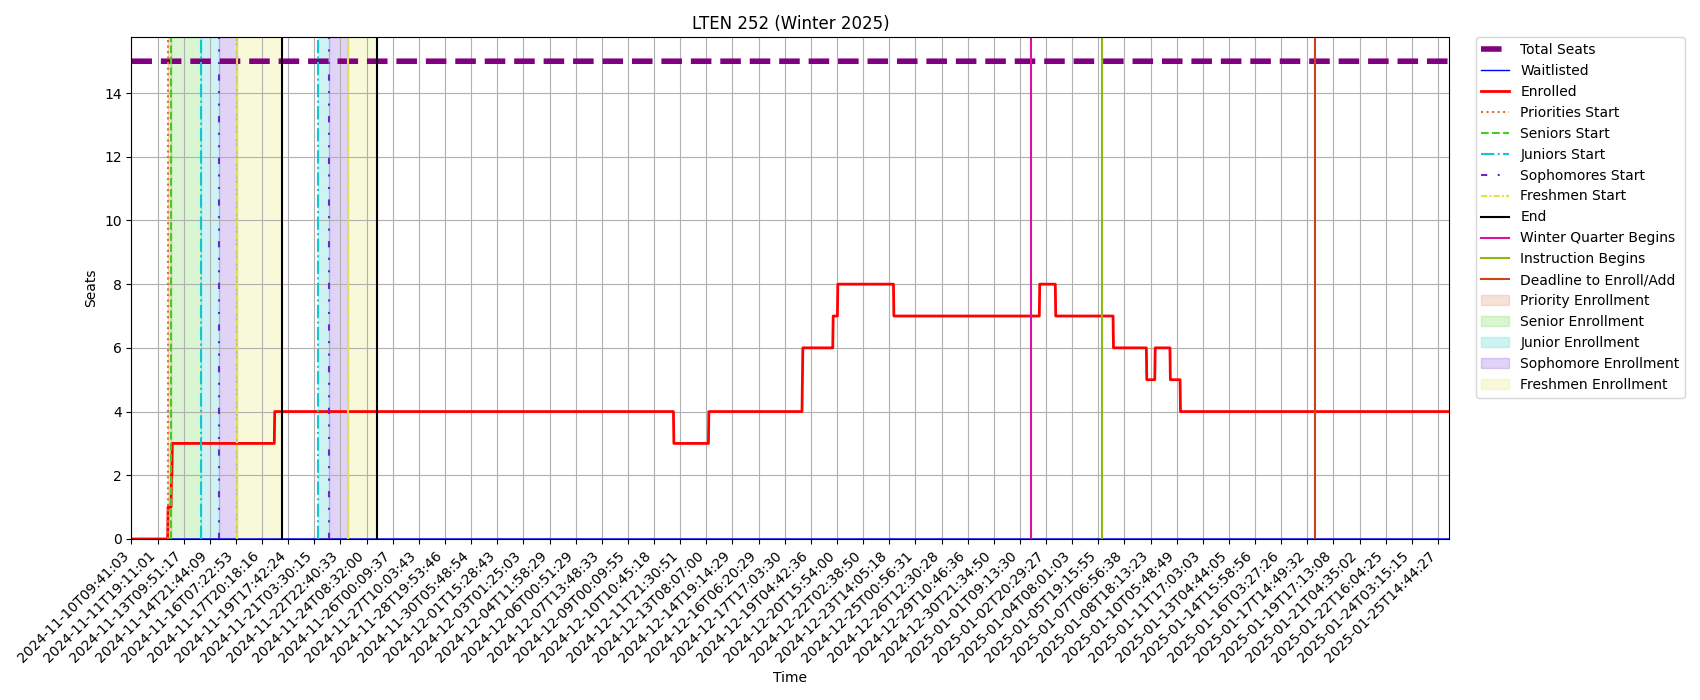 LTEN 252 (Winter 2025)
Seats
14
12
10
8
6
4
2
0
2024-11-10T09:41:03
2024-11-11T19:11:01
2024-11-13T09:51:17
2024-11-14T21:44:09
2024-11-16T07:22:53
2024-11-17T20:18:16
2024-11-19T17:42:24
2024-11-21T03:30:15
2024-11-22T22:40:33
2024-11-24T08:32:00
2024-11-26T00:09:37
2024-11-27T10:03:43
2024-11-28T19:53:46
2024-11-30T05:48:54
2024-12-01T15:28:43
2024-12-03T01:25:03
2024-12-04T11:58:29
2024-12-06T00:51:29
2024-12-07T13:48:33
2024-12-09T00:09:55
2024-12-10T10:45:18
2024-12-11T21:30:51
2024-12-13T08:07:00
2024-12-14T19:14:29
2024-12-16T06:20:29
2024-12-17T17:03:30
2024-12-19T04:42:36
2024-12-20T15:54:00
2024-12-22T02:38:50
2024-12-23T14:05:18
2024-12-25T00:56:31
2024-12-26T12:30:28
2024-12-29T10:46:36
2024-12-30T21:34:50
2025-01-01T09:13:30
2025-01-02T20:29:27
2025-01-04T08:01:03
2025-01-05T19:15:55
2025-01-07T06:56:38
2025-01-08T18:13:23
2025-01-10T05:48:49
2025-01-11T17:03:03
2025-01-13T04:44:05
2025-01-14T15:58:56
2025-01-16T03:27:26
2025-01-17T14:49:32
2025-01-19T17:13:08
2025-01-21T04:35:02
2025-01-22T16:04:25
2025-01-24T03:15:15
2025-01-25T14:44:27
Time
Total Seats
Waitlisted
Enrolled
Priorities Start
Seniors Start
Juniors Start
Sophomores Start
Freshmen Start
End
Winter Quarter Begins
Instruction Begins
Deadline to Enroll/Add
Priority Enrollment
Senior Enrollment
Junior Enrollment
Sophomore Enrollment
Freshmen Enrollment